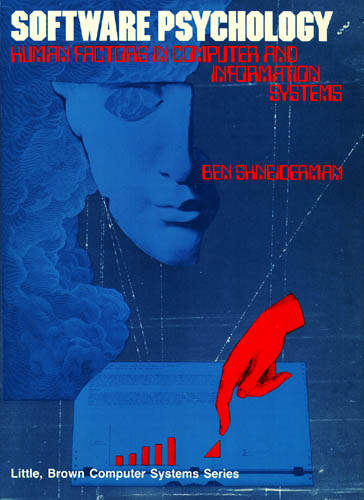 SOFTWARE PSYCHOLOGY
HUMAN FACTORS IN COMPUTER AND
INFORMATION
SYSTEMS
BEN SHNEIDERMAN
Little, Brown Computer Systems Series